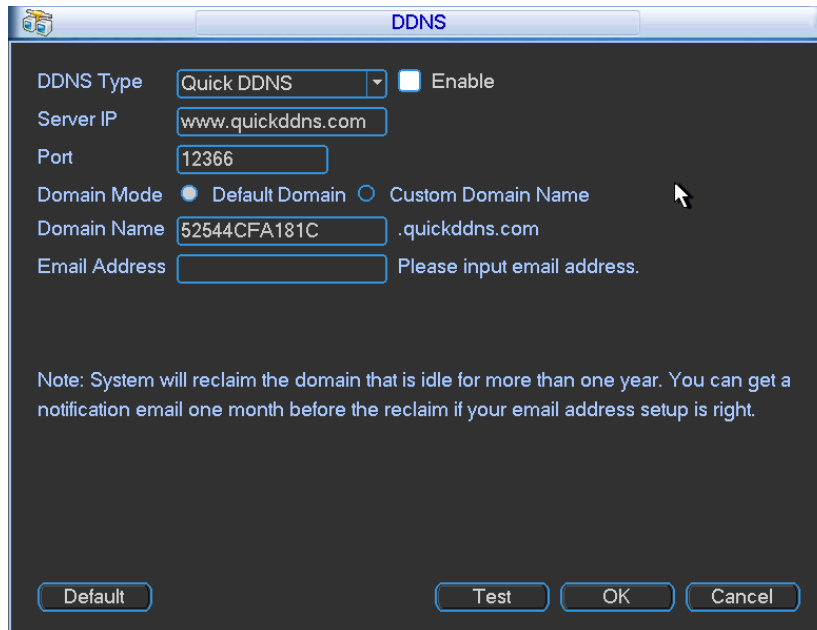 DDNS
DDNS Type Quick DDNS Enable
Server IP www.quickddns.com
Port 12366
Domain Mode Default Domain Custom Domain Name
Domain Name 52544CFA181C .quickddns.com
Email Address Please input email address.
Note: System will reclaim the domain that is idle for more than one year. You can get a
notification email one month before the reclaim if your email address setup is right.
Default Test OK Cancel